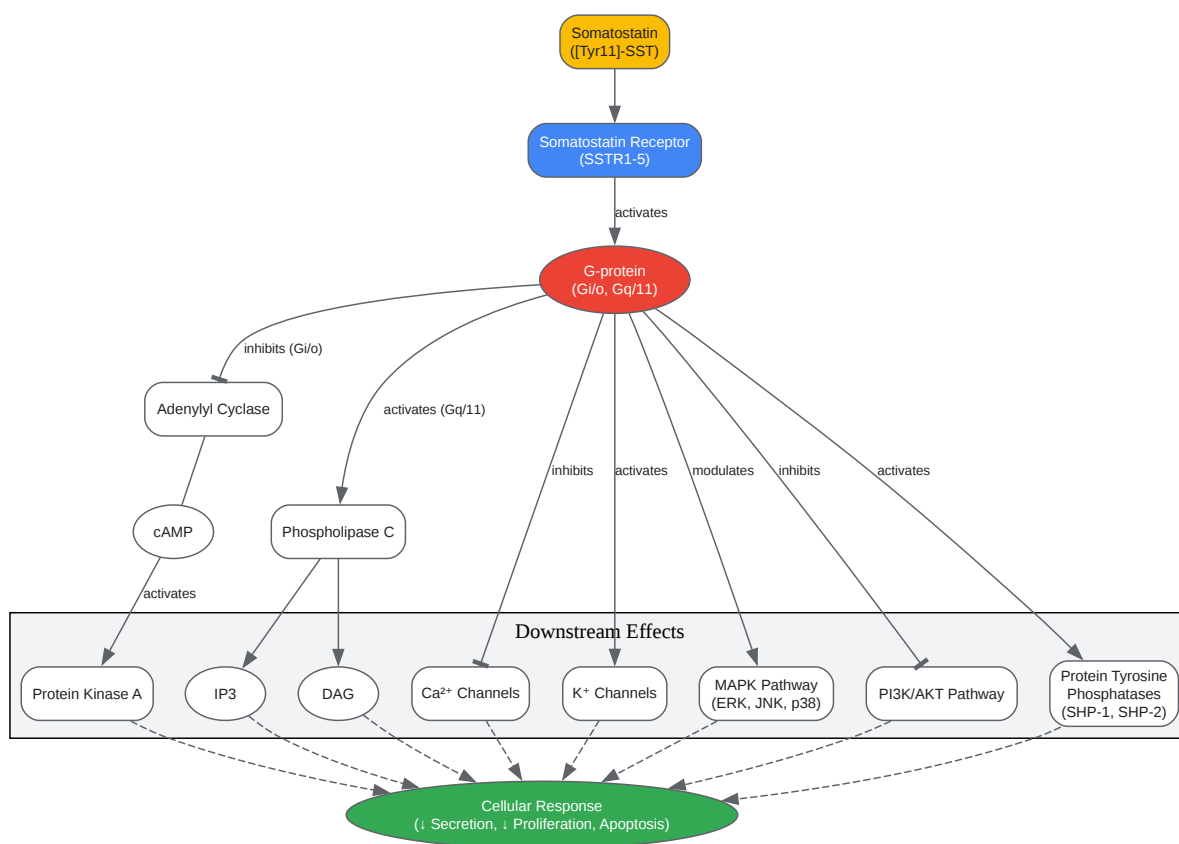 Somatostatin
([Tyr11]-SST)
Somatostatin Receptor
(SSTR1-5)
activates
G-protein
(Gi/o, Gq/11)
inhibits (Gi/o)
Adenylyl Cyclase
activates (Gq/11)
inhibits
activates
modulates
inhibits
activates
cAMP
Phospholipase C
activates
Downstream Effects
Protein Kinase A
IP3
DAG
Ca²⁺ Channels
K⁺ Channels
MAPK Pathway
(ERK, JNK, p38)
PI3K/AKT Pathway
Protein Tyrosine
Phosphatases
(SHP-1, SHP-2)
Cellular Response
(↓ Secretion, ↓ Proliferation, Apoptosis)